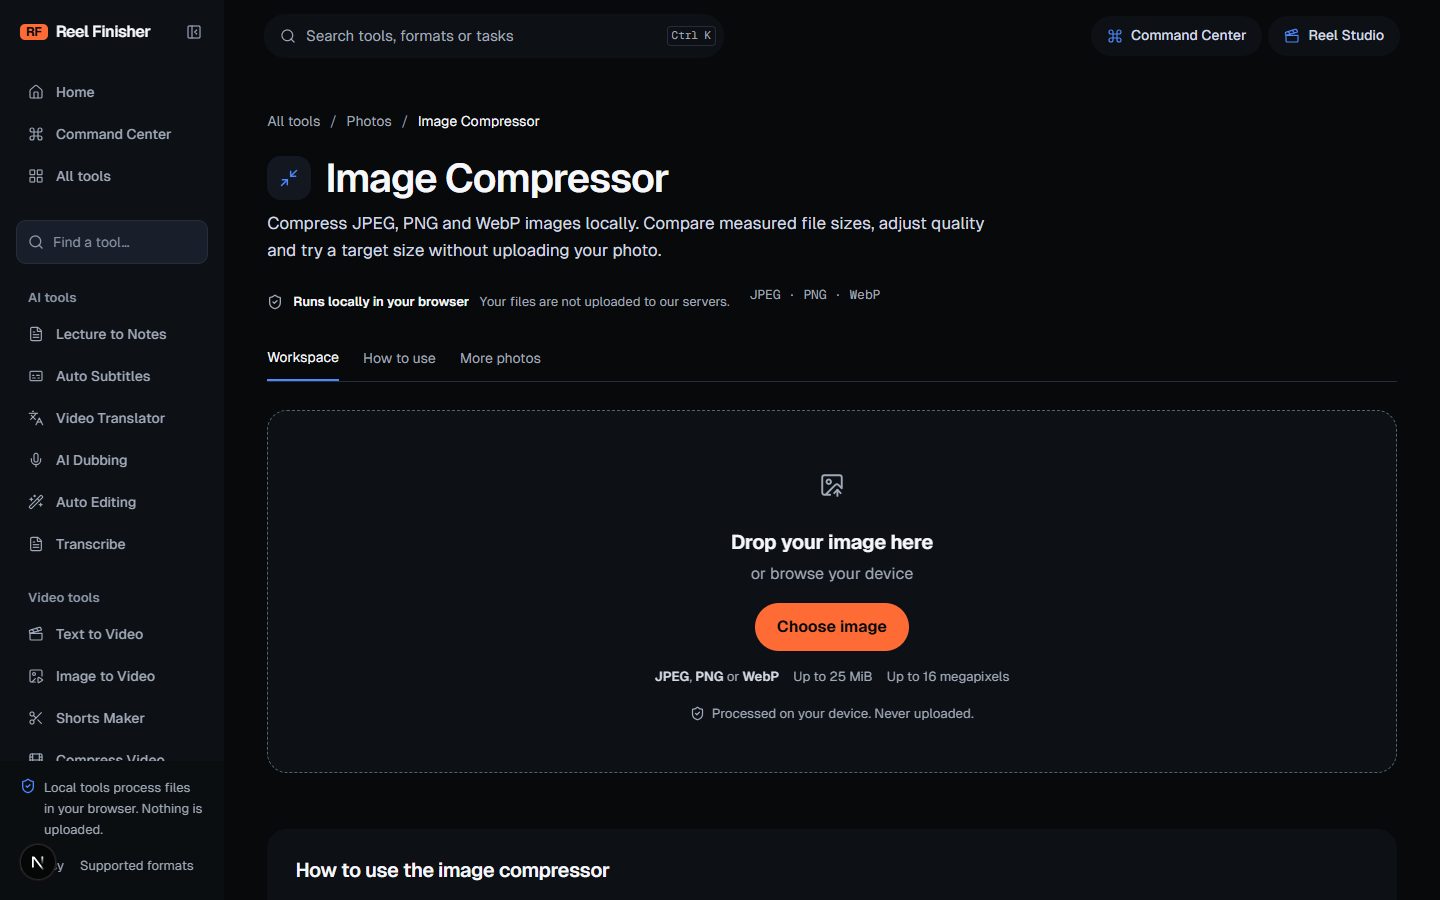 RF Reel Finisher
Home
Command Center
All tools
Find a tool...
AI tools
Lecture to Notes
Auto Subtitles
Video Translator
AI Dubbing
Auto Editing
Transcribe
Video tools
Text to Video
Image to Video
Shorts Maker
Compress Video
Local tools process files
in your browser. Nothing is
uploaded.
Supported formats
Search tools, formats or tasks
Ctrl K
Command Center
Reel Studio
All tools / Photos / Image Compressor
Image Compressor
Compress JPEG, PNG and WebP images locally. Compare measured file sizes, adjust quality
and try a target size without uploading your photo.
Runs locally in your browser Your files are not uploaded to our servers. JPEG · PNG · WebP
Workspace How to use More photos
Drop your image here
or browse your device
Choose image
JPEG, PNG or WebP Up to 25 MiB Up to 16 megapixels
Processed on your device. Never uploaded.
How to use the image compressor